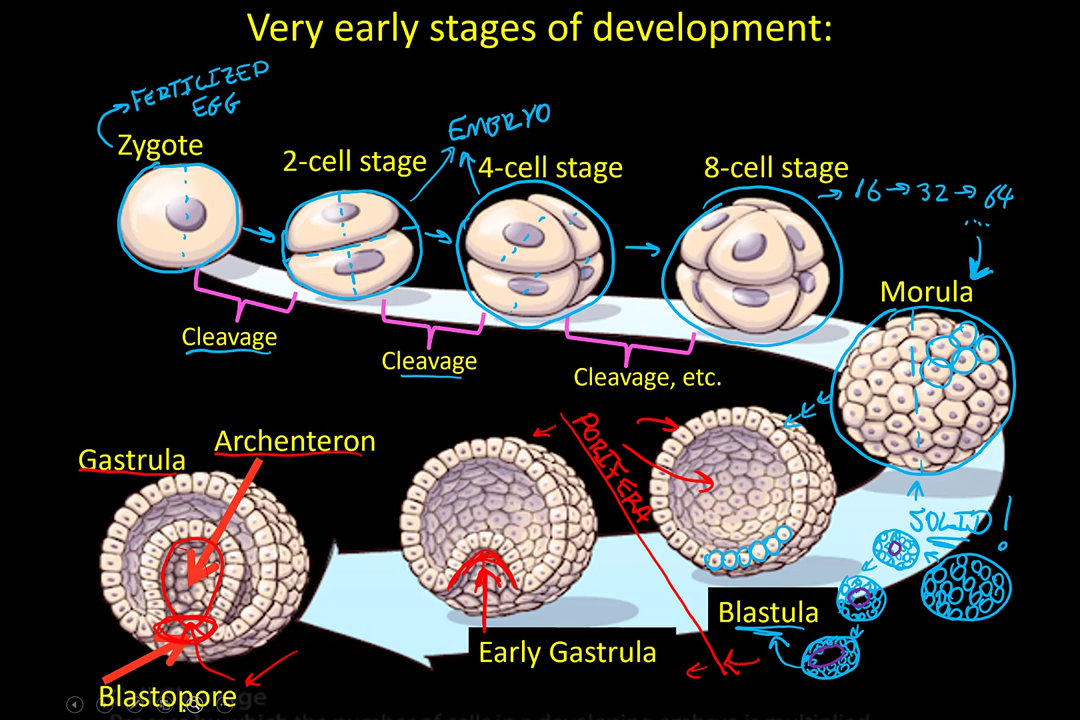 Very early stages of development:
FERTILIZED
EGG
EMBRYO
Zygote
2-cell stage
4-cell stage
8-cell stage
16 → 32 → 64
...
Morula
Cleavage
Cleavage
Cleavage, etc.
PORIFERA
Archenteron
Gastrula
SOLID!
Blastula
Early Gastrula
Blastopore